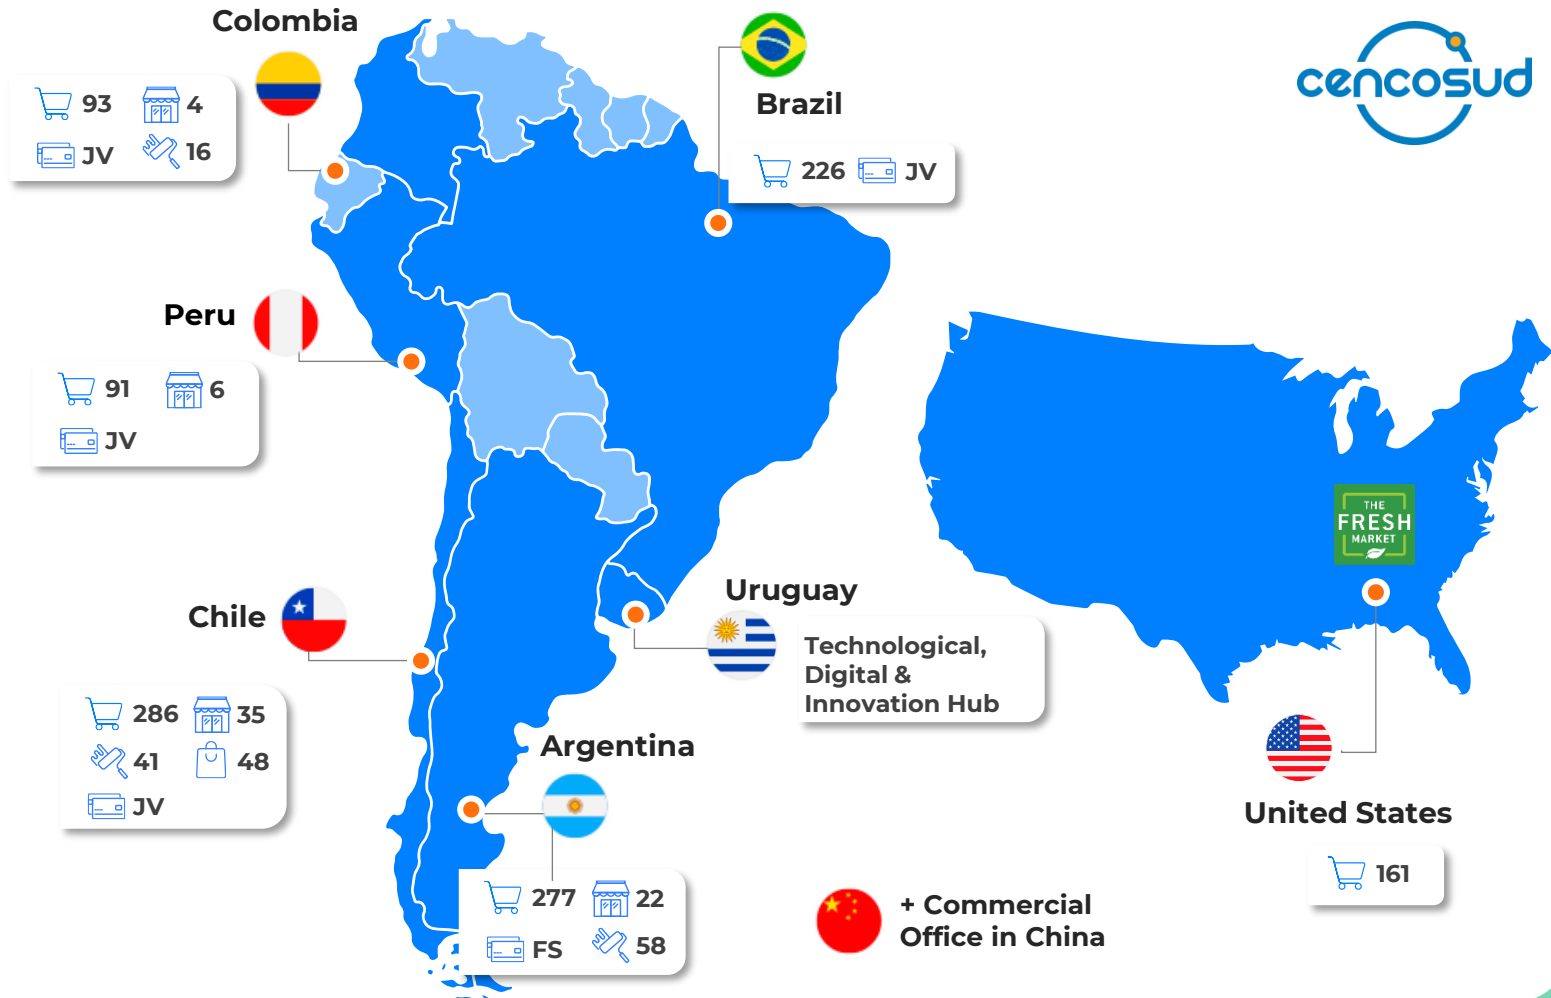 Colombia
93
4
JV
16
Brazil
226
JV
cencosud
Peru
91
6
JV
THE
FRESH
MARKET
Chile
286
35
41
48
JV
Uruguay
Technological,
Digital &
Innovation Hub
Argentina
277
22
FS
58
United States
161
+ Commercial
Office in China